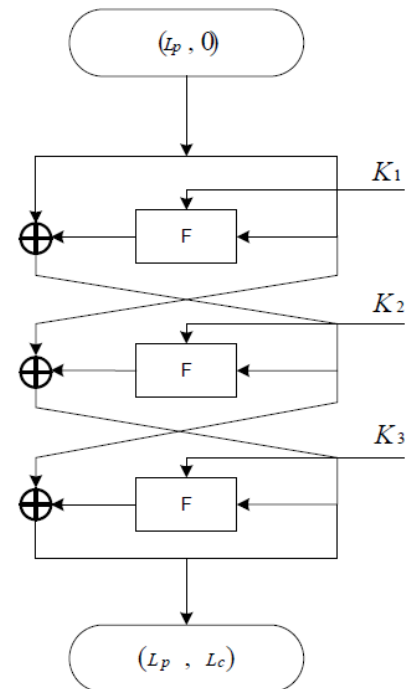 (Lp , 0)
K1
F
K2
F
K3
F
(Lp , Lc)